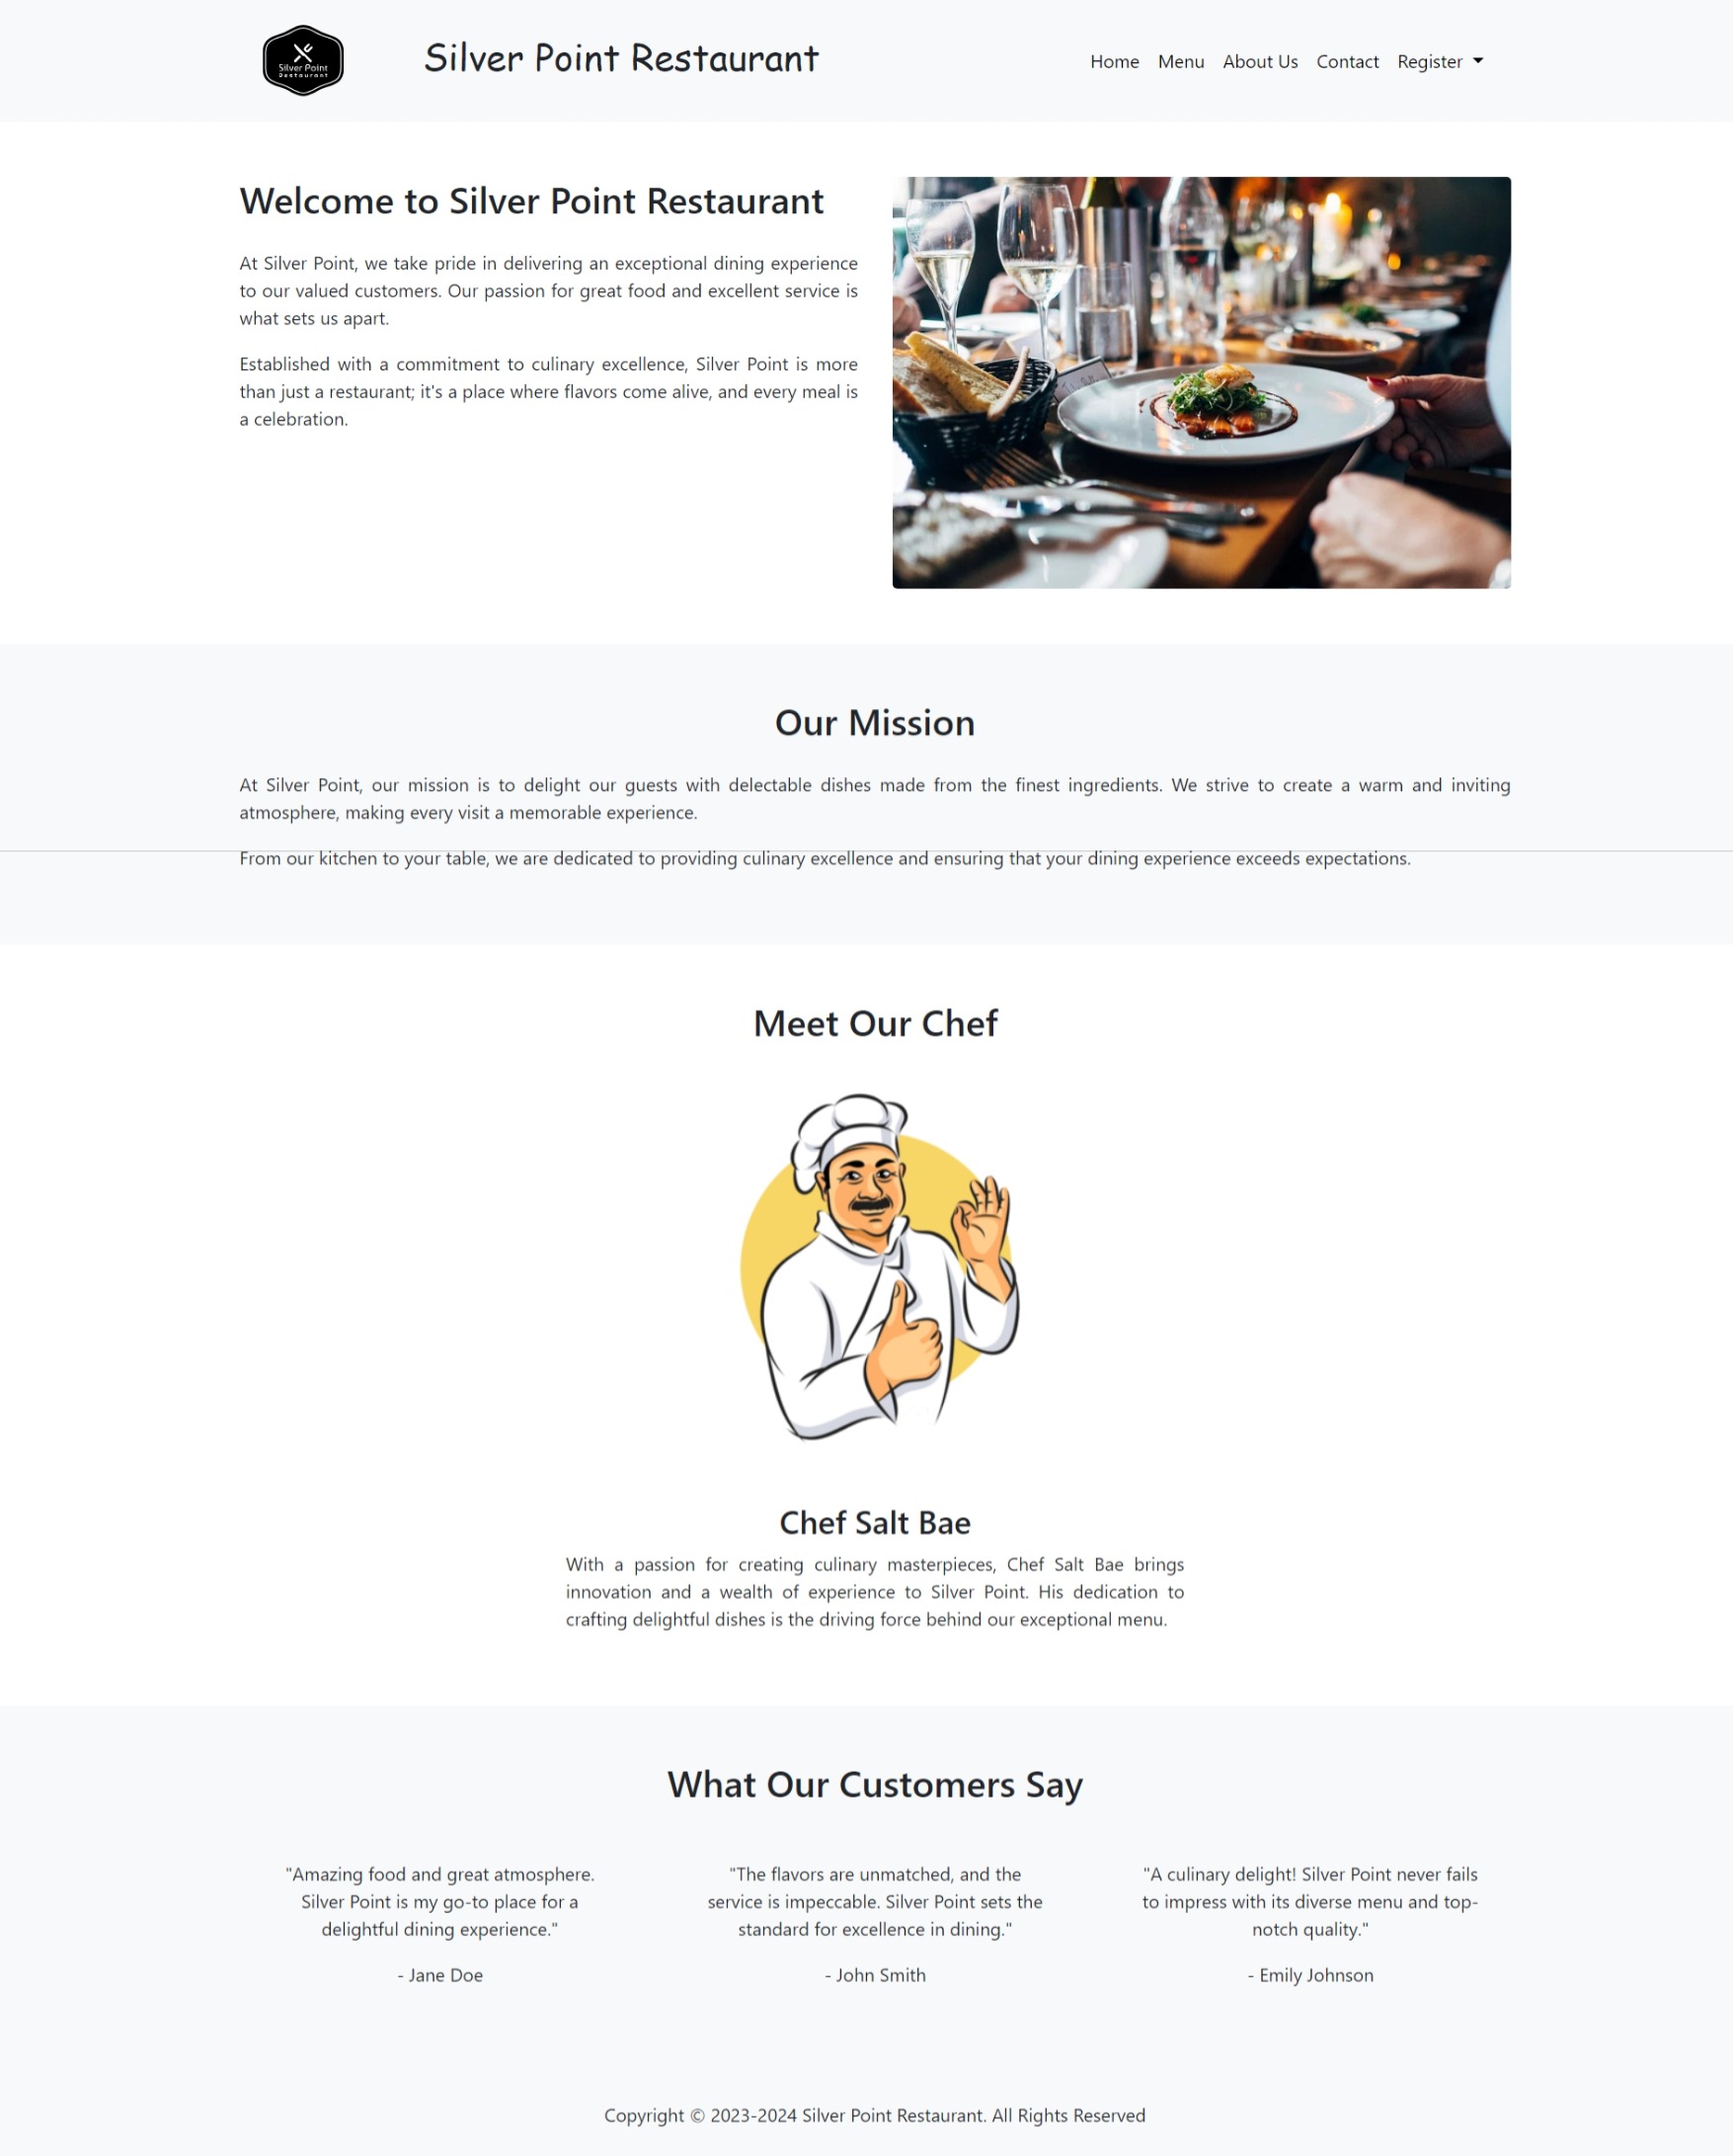 Silver Point
Restaurant
Silver Point Restaurant
Home Menu About Us Contact Register
Welcome to Silver Point Restaurant
At Silver Point, we take pride in delivering an exceptional dining experience
to our valued customers. Our passion for great food and excellent service is
what sets us apart.
Established with a commitment to culinary excellence, Silver Point is more
than just a restaurant; it's a place where flavors come alive, and every meal is
a celebration.
Our Mission
At Silver Point, our mission is to delight our guests with delectable dishes made from the finest ingredients. We strive to create a warm and inviting
atmosphere, making every visit a memorable experience.
From our kitchen to your table, we are dedicated to providing culinary excellence and ensuring that your dining experience exceeds expectations.
Meet Our Chef
Chef Salt Bae
With a passion for creating culinary masterpieces, Chef Salt Bae brings
innovation and a wealth of experience to Silver Point. His dedication to
crafting delightful dishes is the driving force behind our exceptional menu.
What Our Customers Say
"Amazing food and great atmosphere.
Silver Point is my go-to place for a
delightful dining experience."
- Jane Doe
"The flavors are unmatched, and the
service is impeccable. Silver Point sets the
standard for excellence in dining."
- John Smith
"A culinary delight! Silver Point never fails
to impress with its diverse menu and top-
notch quality."
- Emily Johnson
Copyright © 2023-2024 Silver Point Restaurant. All Rights Reserved